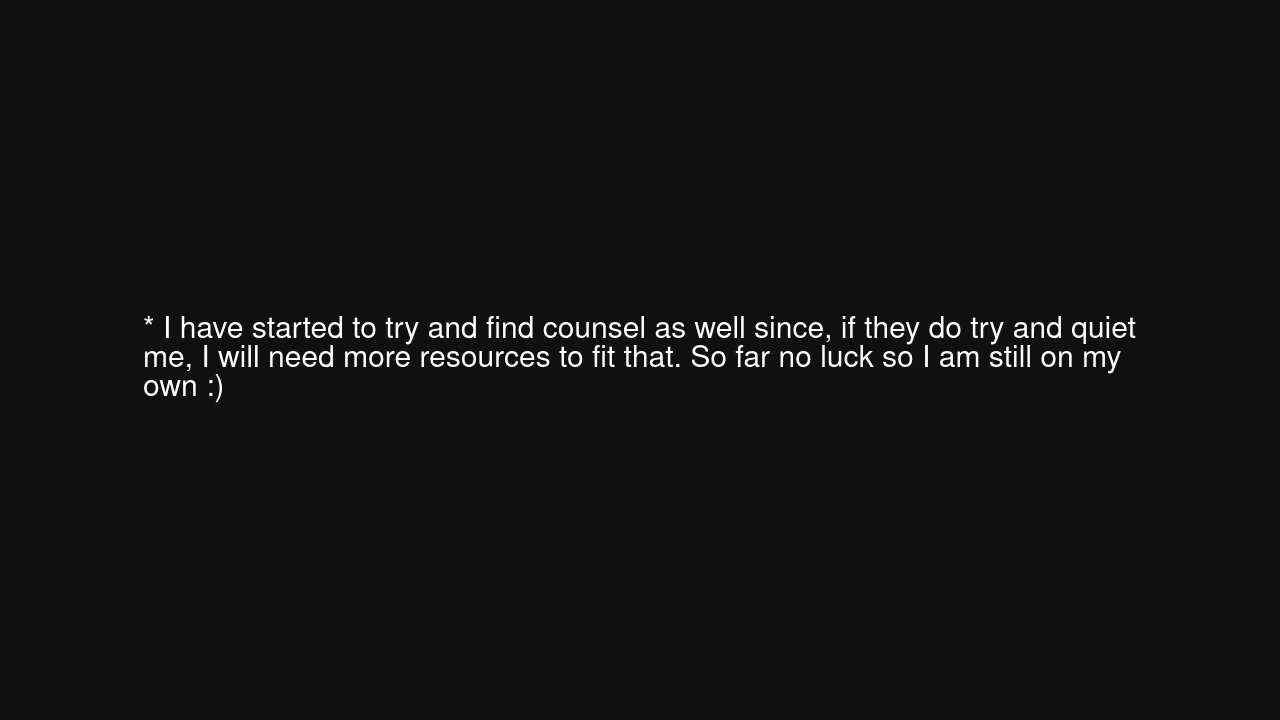 * I have started to try and find counsel as well since, if they do try and quiet
me, I will need more resources to fit that. So far no luck so I am still on my
own :)